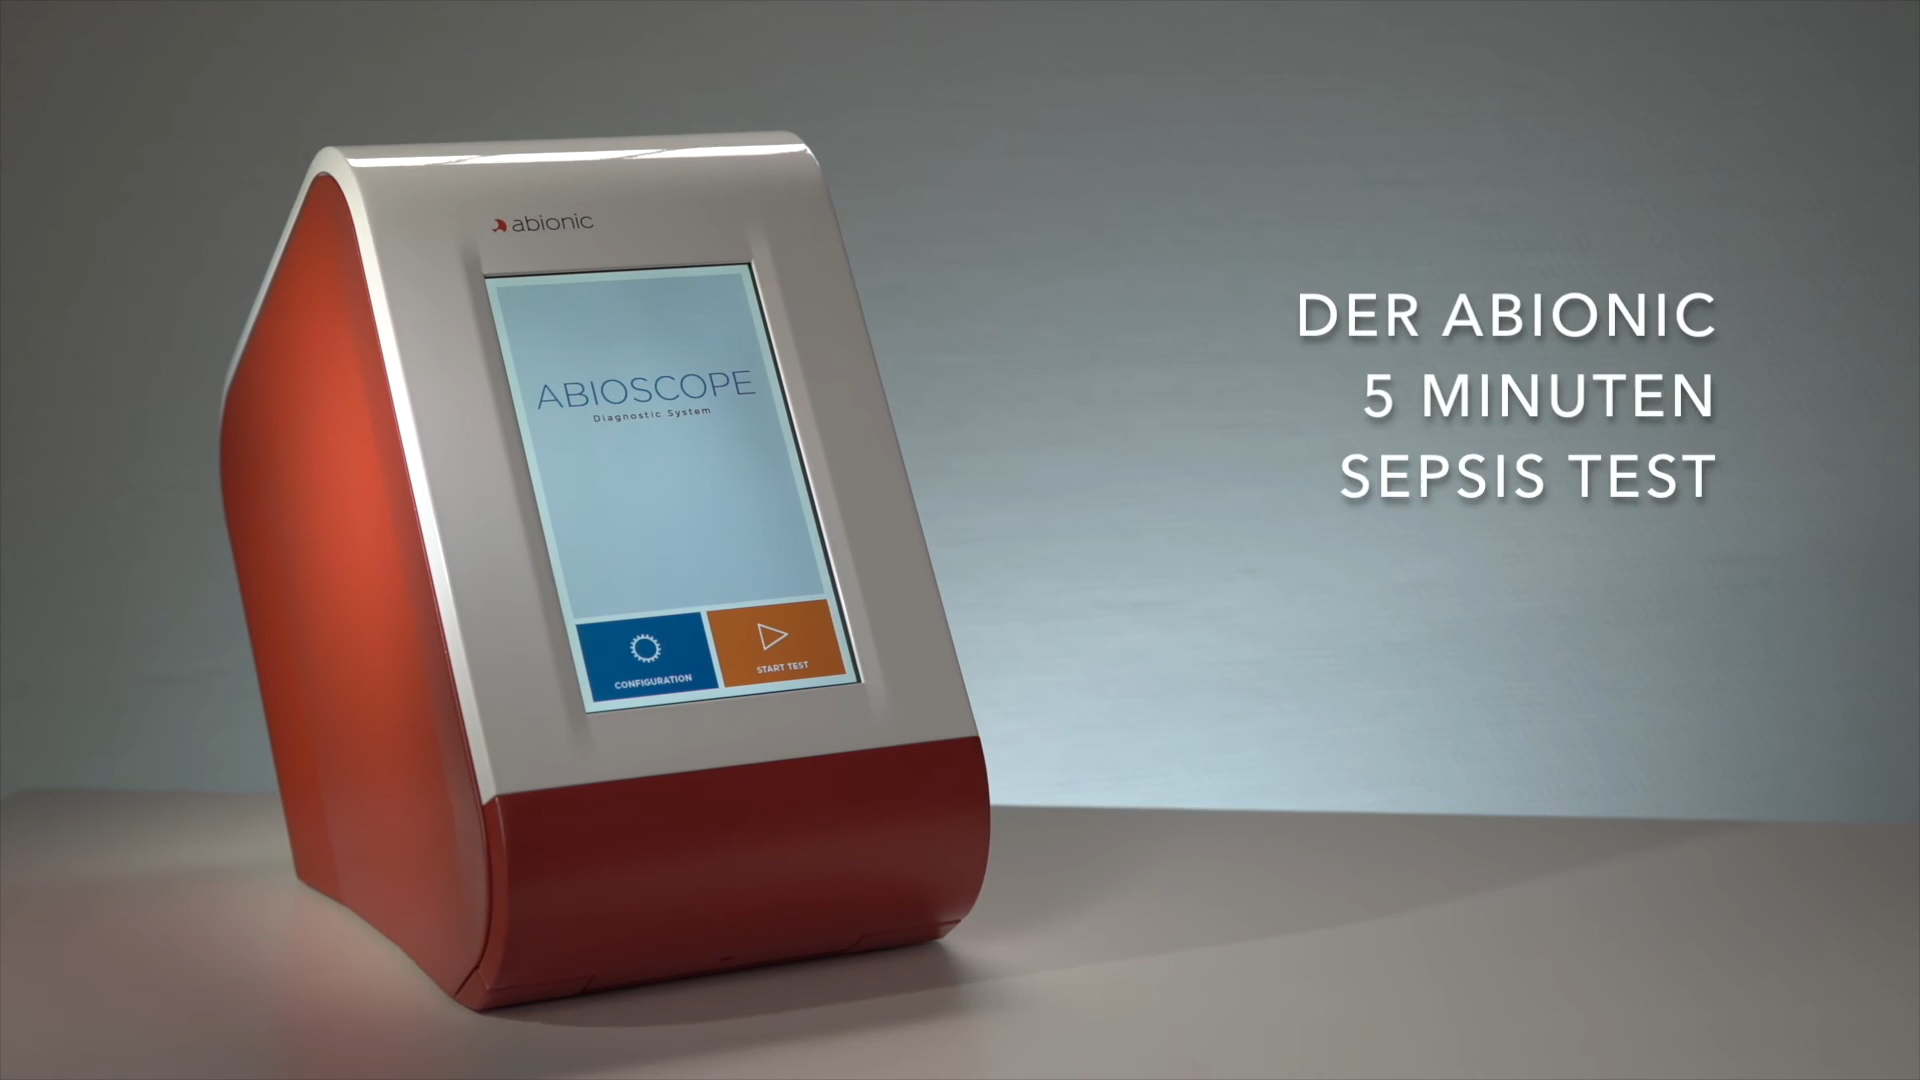 abionic
ABIOSCOPE
Diagnostic System
CONFIGURATION
START TEST
DER ABIONIC
5 MINUTEN
SEPSIS TEST